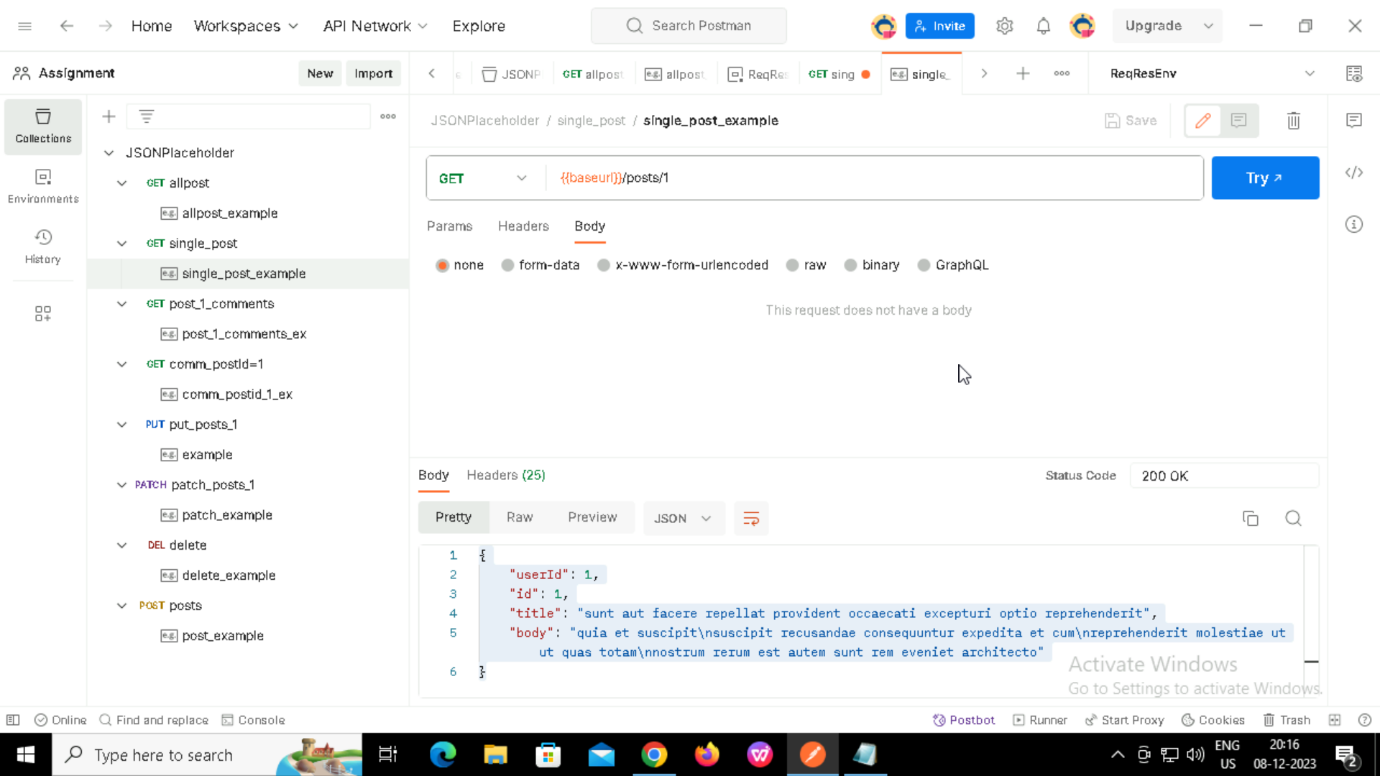 Home Workspaces API Network Explore Search Postman Invite Upgrade
Assignment New Import JSONP GET allpost allpost ReqRes GET sing single_ ReqResEnv
Collections
Environments
History
JSONPlaceholder
GET allpost
e.g. allpost_example
GET single_post
e.g. single_post_example
GET post_1_comments
e.g. post_1_comments_ex
GET comm_postId=1
e.g. comm_postid_1_ex
PUT put_posts_1
e.g. example
PATCH patch_posts_1
e.g. patch_example
DEL delete
e.g. delete_example
POST posts
e.g. post_example
JSONPlaceholder / single_post / single_post_example Save
GET {{baseurl}}/posts/1 Try
Params Headers Body
none form-data x-www-form-urlencoded raw binary GraphQL
This request does not have a body
Body Headers (25) Status Code 200 OK
Pretty Raw Preview JSON
1 {
2 "userId": 1,
3 "id": 1,
4 "title": "sunt aut facere repellat provident occaecati excepturi optio reprehenderit",
5 "body": "quia et suscipit\nsuscipit recusandae consequuntur expedita et cum\nreprehenderit molestiae ut
ut quas totam\nnostrum rerum est autem sunt rem eveniet architecto"
6 }
Activate Windows
Go to Settings to activate Windows.
Online Find and replace Console Postbot Runner Start Proxy Cookies Trash
Type here to search ENG US 20:16 08-12-2023 2